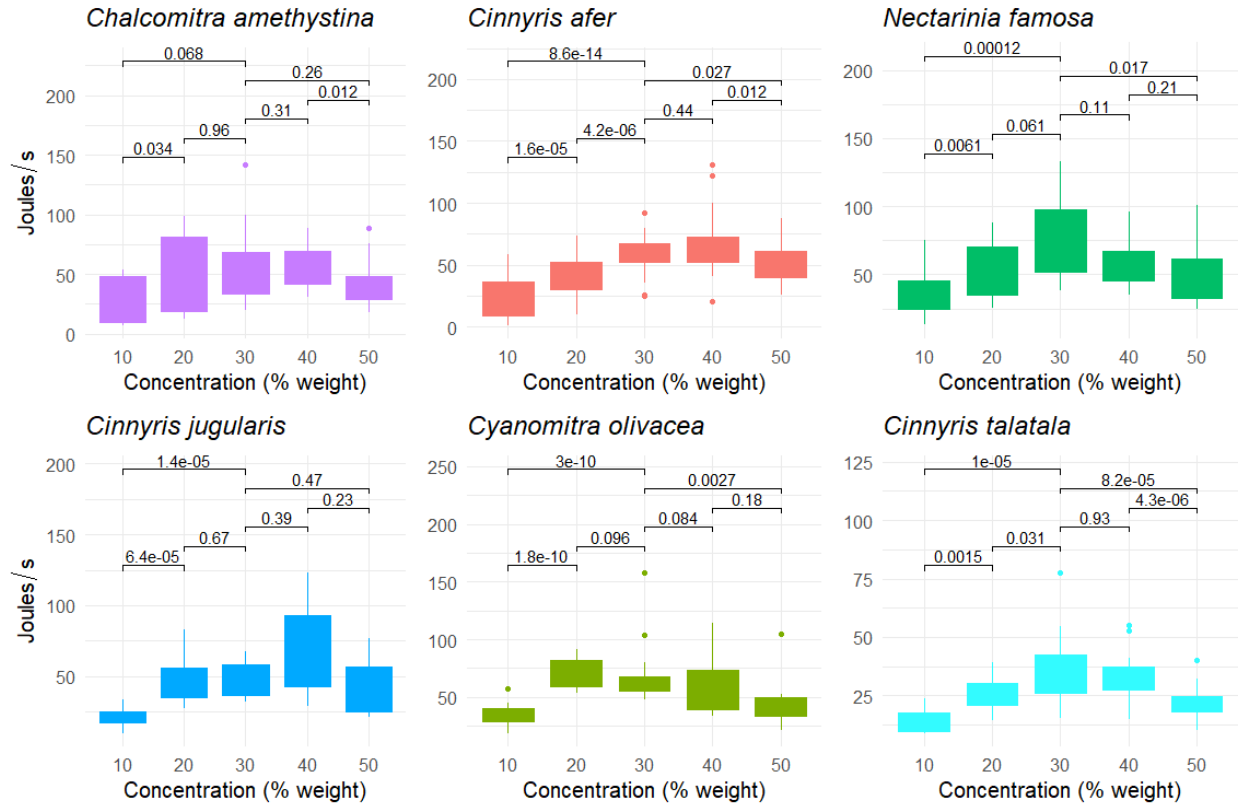 Chalcomitra amethystina
Cinnyris afer
Nectarinia famosa
Joules/s
200
150
100
50
0
0.068
0.26
0.012
0.31
0.96
0.034
10 20 30 40 50
Concentration (% weight)
200
150
100
50
0
8.6e-14
0.027
0.012
0.44
4.2e-06
1.6e-05
10 20 30 40 50
Concentration (% weight)
200
150
100
50
0.00012
0.017
0.21
0.11
0.061
0.0061
10 20 30 40 50
Concentration (% weight)
Cinnyris jugularis
Cyanomitra olivacea
Cinnyris talatala
Joules/s
200
150
100
50
1.4e-05
0.47
0.23
0.39
0.67
6.4e-05
10 20 30 40 50
Concentration (% weight)
250
200
150
100
50
3e-10
0.0027
0.18
0.084
0.096
1.8e-10
10 20 30 40 50
Concentration (% weight)
125
100
75
50
25
1e-05
8.2e-05
4.3e-06
0.93
0.031
0.0015
10 20 30 40 50
Concentration (% weight)